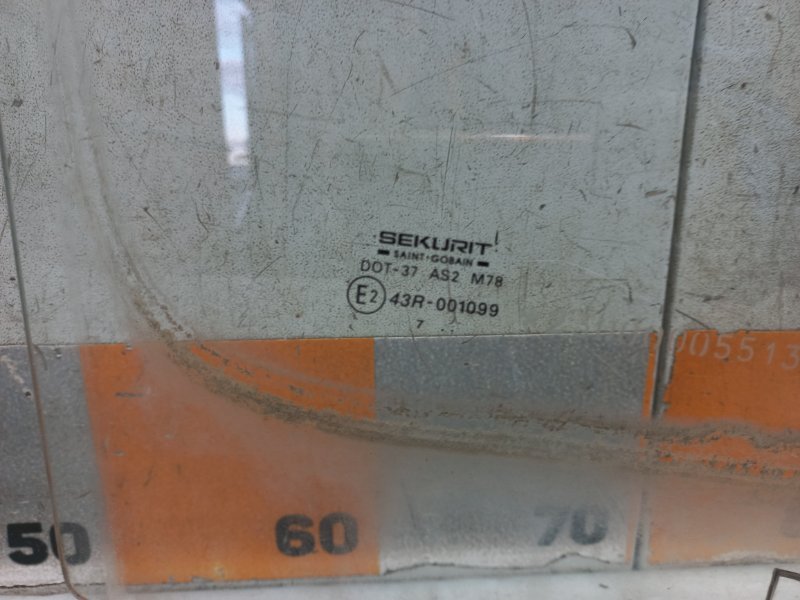 SEKURIT
SAINT-GOBAIN
DOT-37 AS2 M78
E2 43R-001099
7
005513
50 60 70